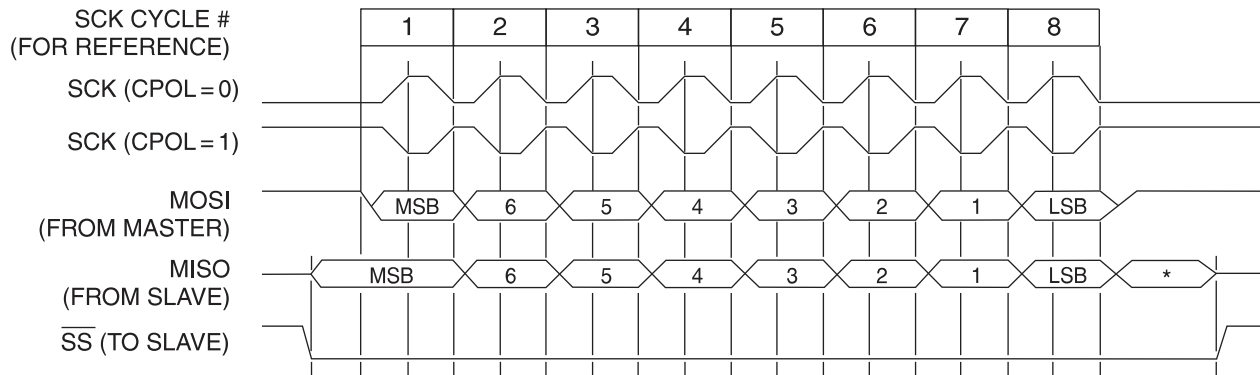 SCK CYCLE #
(FOR REFERENCE)
1 2 3 4 5 6 7 8
SCK (CPOL = 0)
SCK (CPOL = 1)
MOSI
(FROM MASTER)
MSB 6 5 4 3 2 1 LSB
MISO
(FROM SLAVE)
MSB 6 5 4 3 2 1 LSB *
SS (TO SLAVE)